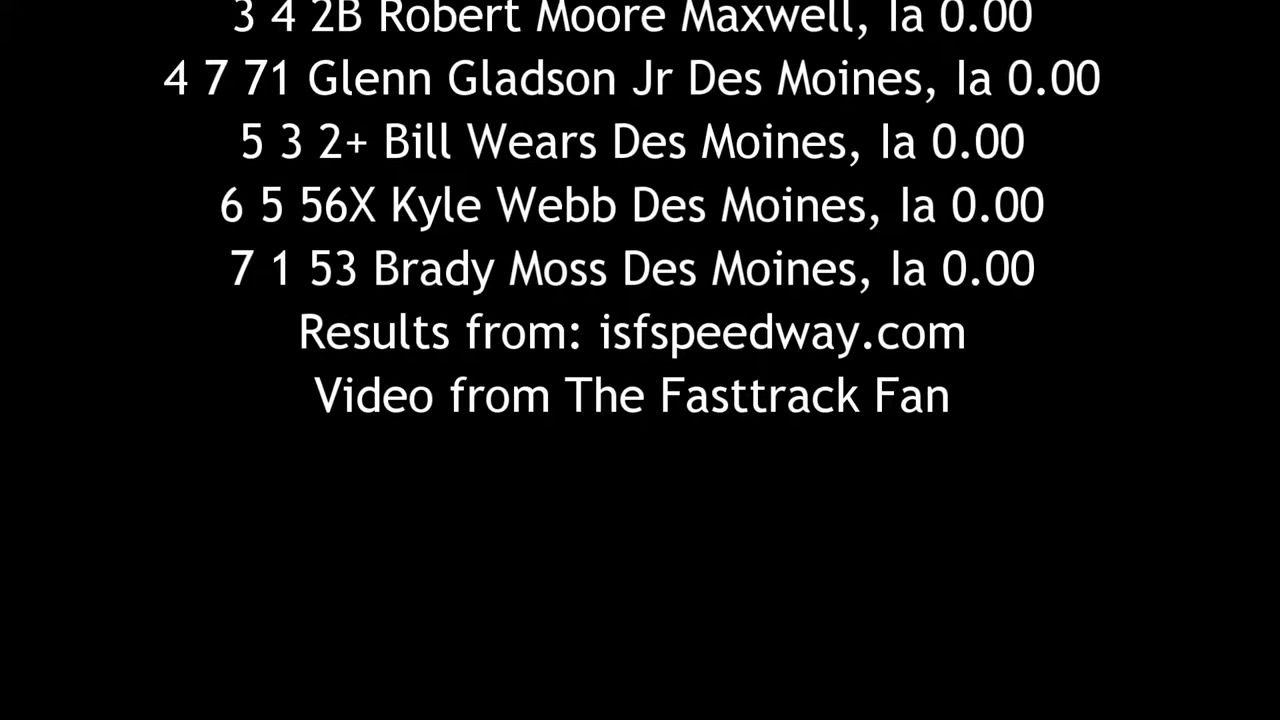 3 4 2B Robert Moore Maxwell, Ia 0.00
4 7 71 Glenn Gladson Jr Des Moines, Ia 0.00
5 3 2+ Bill Wears Des Moines, Ia 0.00
6 5 56X Kyle Webb Des Moines, Ia 0.00
7 1 53 Brady Moss Des Moines, Ia 0.00
Results from: isfspeedway.com
Video from The Fasttrack Fan